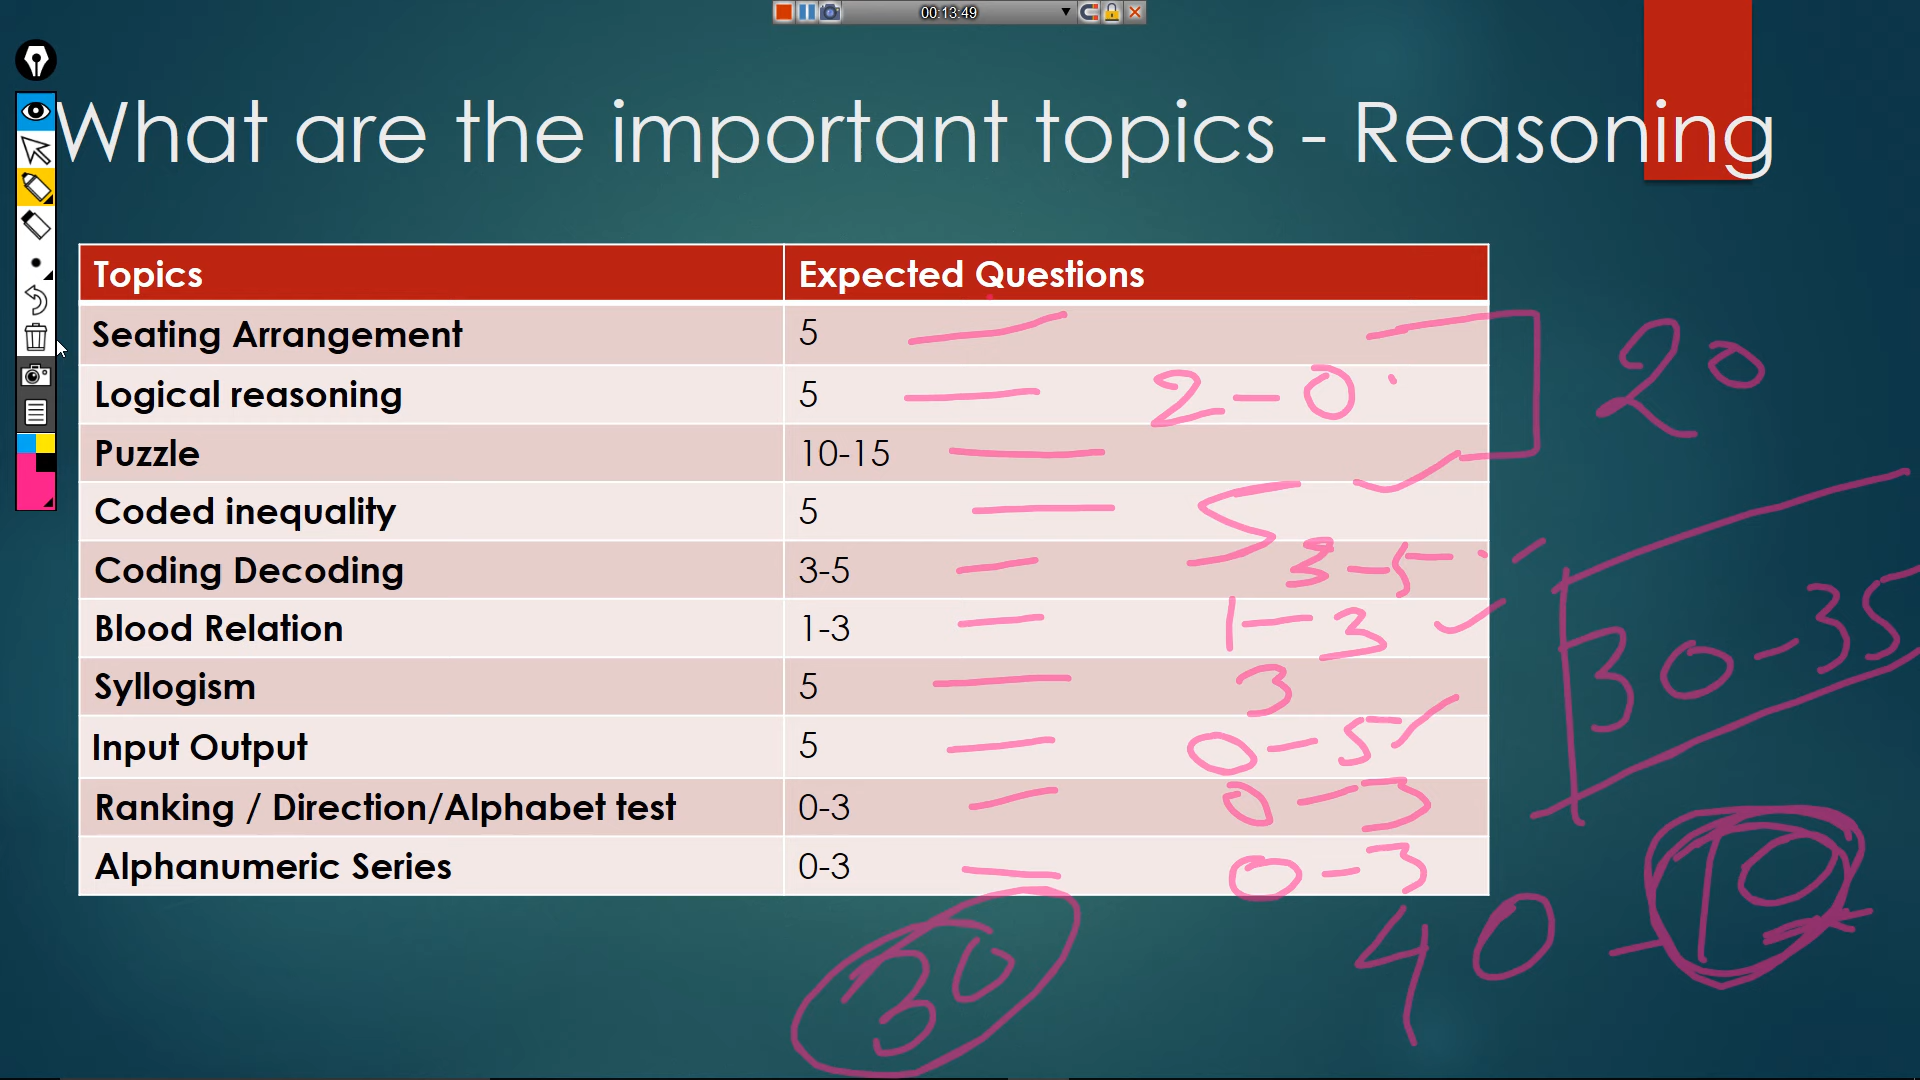 00:13:49
What are the important topics - Reasoning
Topics Expected Questions
Seating Arrangement 5
Logical reasoning 5 2-0
20
Puzzle 10-15
Coded inequality 5 5
Coding Decoding 3-5 3-5
Blood Relation 1-3 1-3
30-35
Syllogism 5 3
Input Output 5 0-5
Ranking / Direction/Alphabet test 0-3 0-3
Alphanumeric Series 0-3 0-3
30
40-10